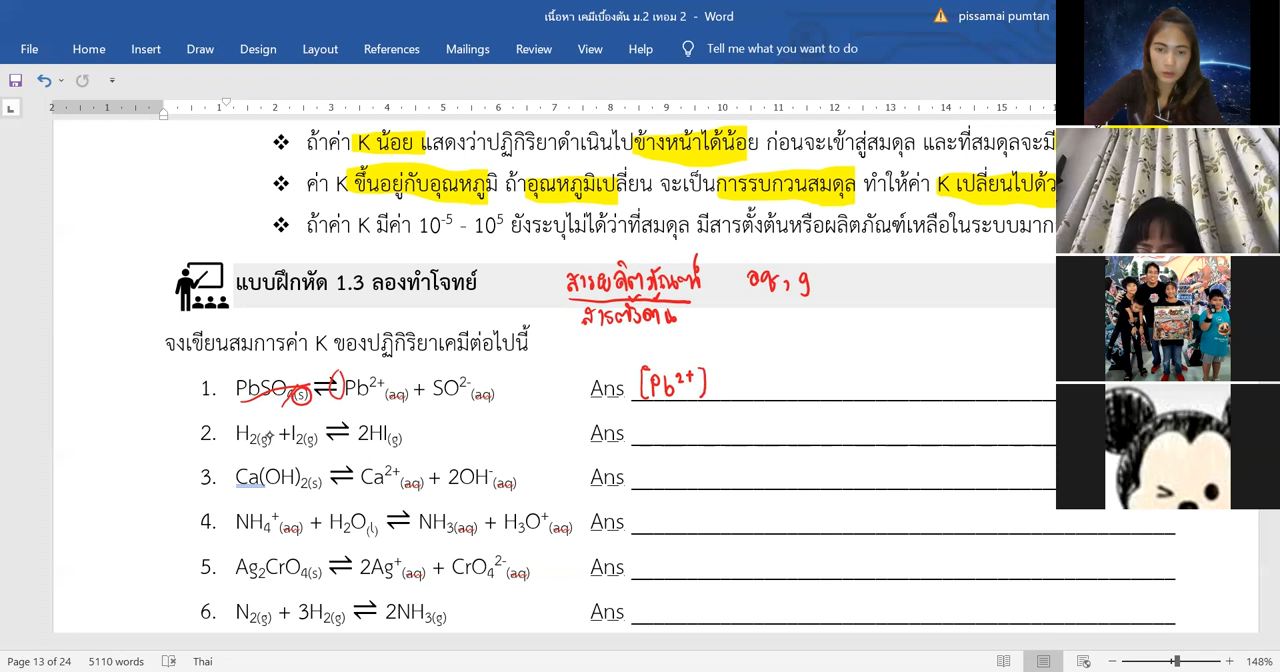 เนื้อหา เคมีเบื้องต้น ม.2 เทอม 2 - Word
pissamai pumtan
File Home Insert Draw Design Layout References Mailings Review View Help Tell me what you want to do
2 1 1 2 3 4 5 6 7 8 9 10 11 12 13 14 15
❖ ถ้าค่า K น้อย แสดงว่าปฏิกิริยาดำเนินไปข้างหน้าได้น้อย ก่อนจะเข้าสู่สมดุล และที่สมดุลจะมี
❖ ค่า K ขึ้นอยู่กับอุณหภูมิ ถ้าอุณหภูมิเปลี่ยน จะเป็นการรบกวนสมดุล ทำให้ค่า K เปลี่ยนไปด้ว
❖ ถ้าค่า K มีค่า 10⁻⁵ - 10⁵ ยังระบุไม่ได้ว่าที่สมดุล มีสารตั้งต้นหรือผลิตภัณฑ์เหลือในระบบมาก
แบบฝึกหัด 1.3 ลองทำโจทย์
สารผลิตภัณฑ์ aq, g
สารตั้งต้น
จงเขียนสมการค่า K ของปฏิกิริยาเคมีต่อไปนี้
1. PbSO₄(s) ⇌ Pb²⁺(aq) + SO²⁻(aq) Ans [Pb²⁺]
2. H₂(g) +I₂(g) ⇌ 2HI(g) Ans
3. Ca(OH)₂(s) ⇌ Ca²⁺(aq) + 2OH⁻(aq) Ans
4. NH₄⁺(aq) + H₂O(l) ⇌ NH₃(aq) + H₃O⁺(aq) Ans
5. Ag₂CrO₄(s) ⇌ 2Ag⁺(aq) + CrO₄²⁻(aq) Ans
6. N₂(g) + 3H₂(g) ⇌ 2NH₃(g) Ans
Page 13 of 24 5110 words Thai 148%